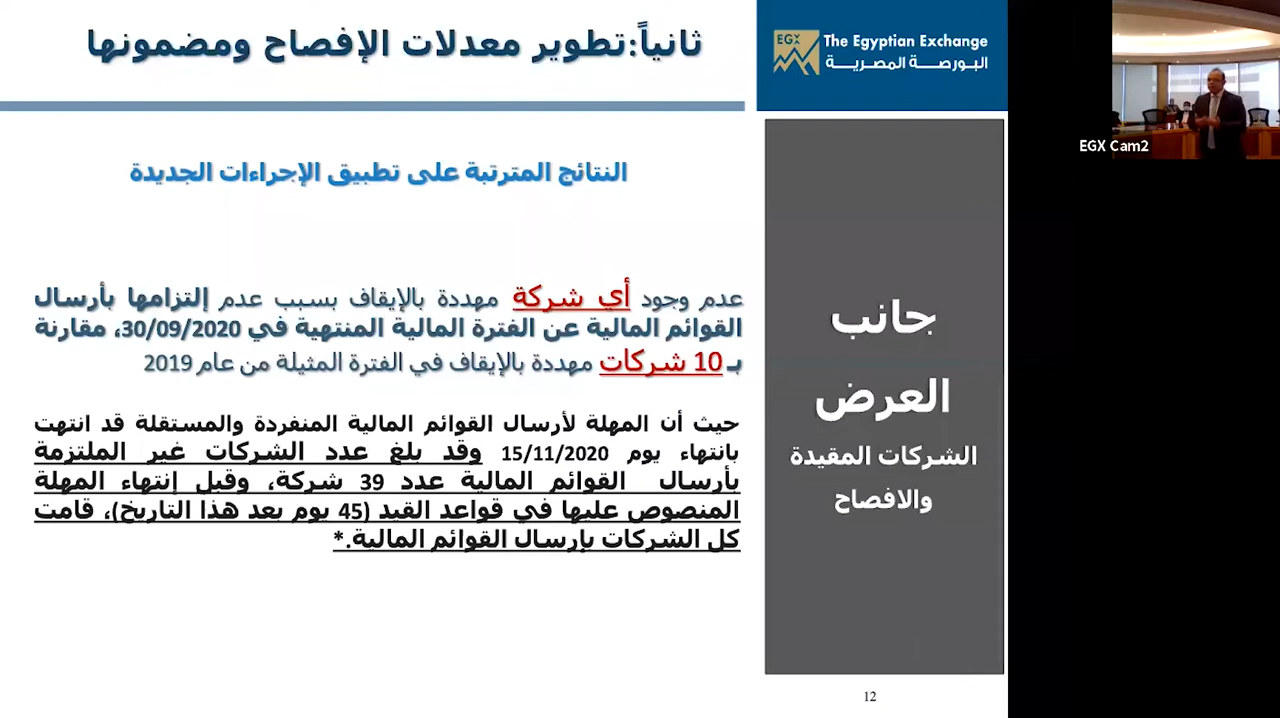 ثانياً:تطوير معدلات الإفصاح ومضمونها
EGX
The Egyptian Exchange
البورصة المصرية
EGX Cam2
النتائج المترتبة على تطبيق الإجراءات الجديدة
عدم وجود أي شركة مهددة بالإيقاف بسبب عدم إلتزامها بأرسال
القوائم المالية عن الفترة المالية المنتهية في 30/09/2020، مقارنة
بـ 10 شركات مهددة بالإيقاف في الفترة المثيلة من عام 2019
حيث أن المهلة لأرسال القوائم المالية المنفردة والمستقلة قد انتهت
بانتهاء يوم 15/11/2020 وقد بلغ عدد الشركات غير الملتزمة
بأرسال القوائم المالية عدد 39 شركة، وقبل إنتهاء المهلة
المنصوص عليها في قواعد القيد (45 يوم بعد هذا التاريخ)، قامت
كل الشركات بإرسال القوائم المالية.*
جانب
العرض
الشركات المقيدة
والافصاح
12